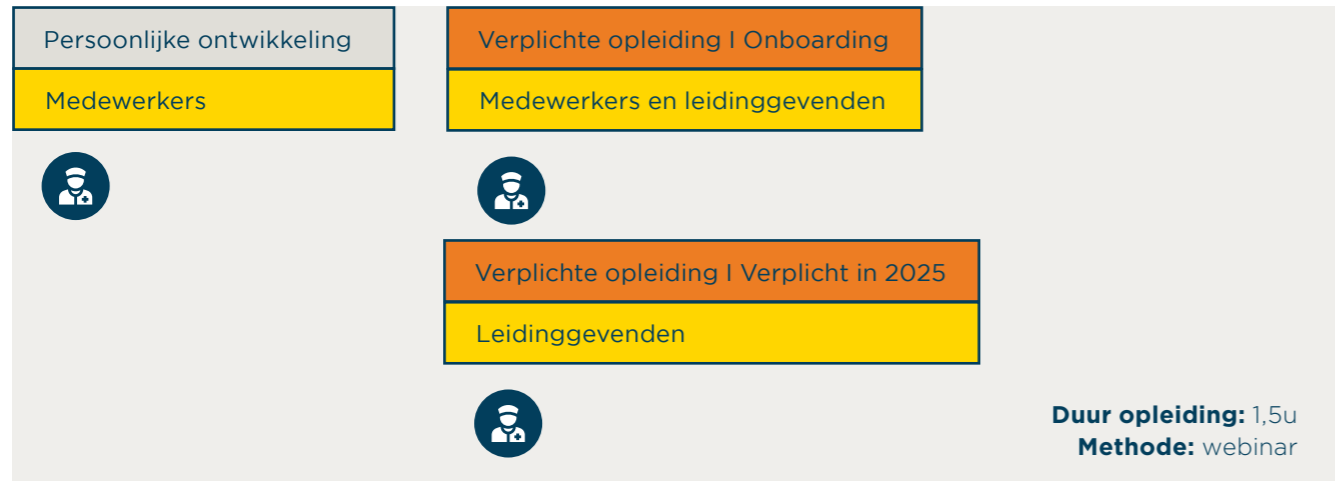 Persoonlijke ontwikkeling
Medewerkers
Verplichte opleiding I Onboarding
Medewerkers en leidinggevenden
Verplichte opleiding I Verplicht in 2025
Leidinggevenden
Duur opleiding: 1,5u
Methode: webinar